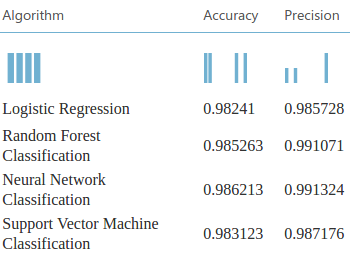 Algorithm Accuracy Precision
Logistic Regression 0.98241 0.985728
Random Forest
Classification 0.985263 0.991071
Neural Network
Classification 0.986213 0.991324
Support Vector Machine
Classification 0.983123 0.987176